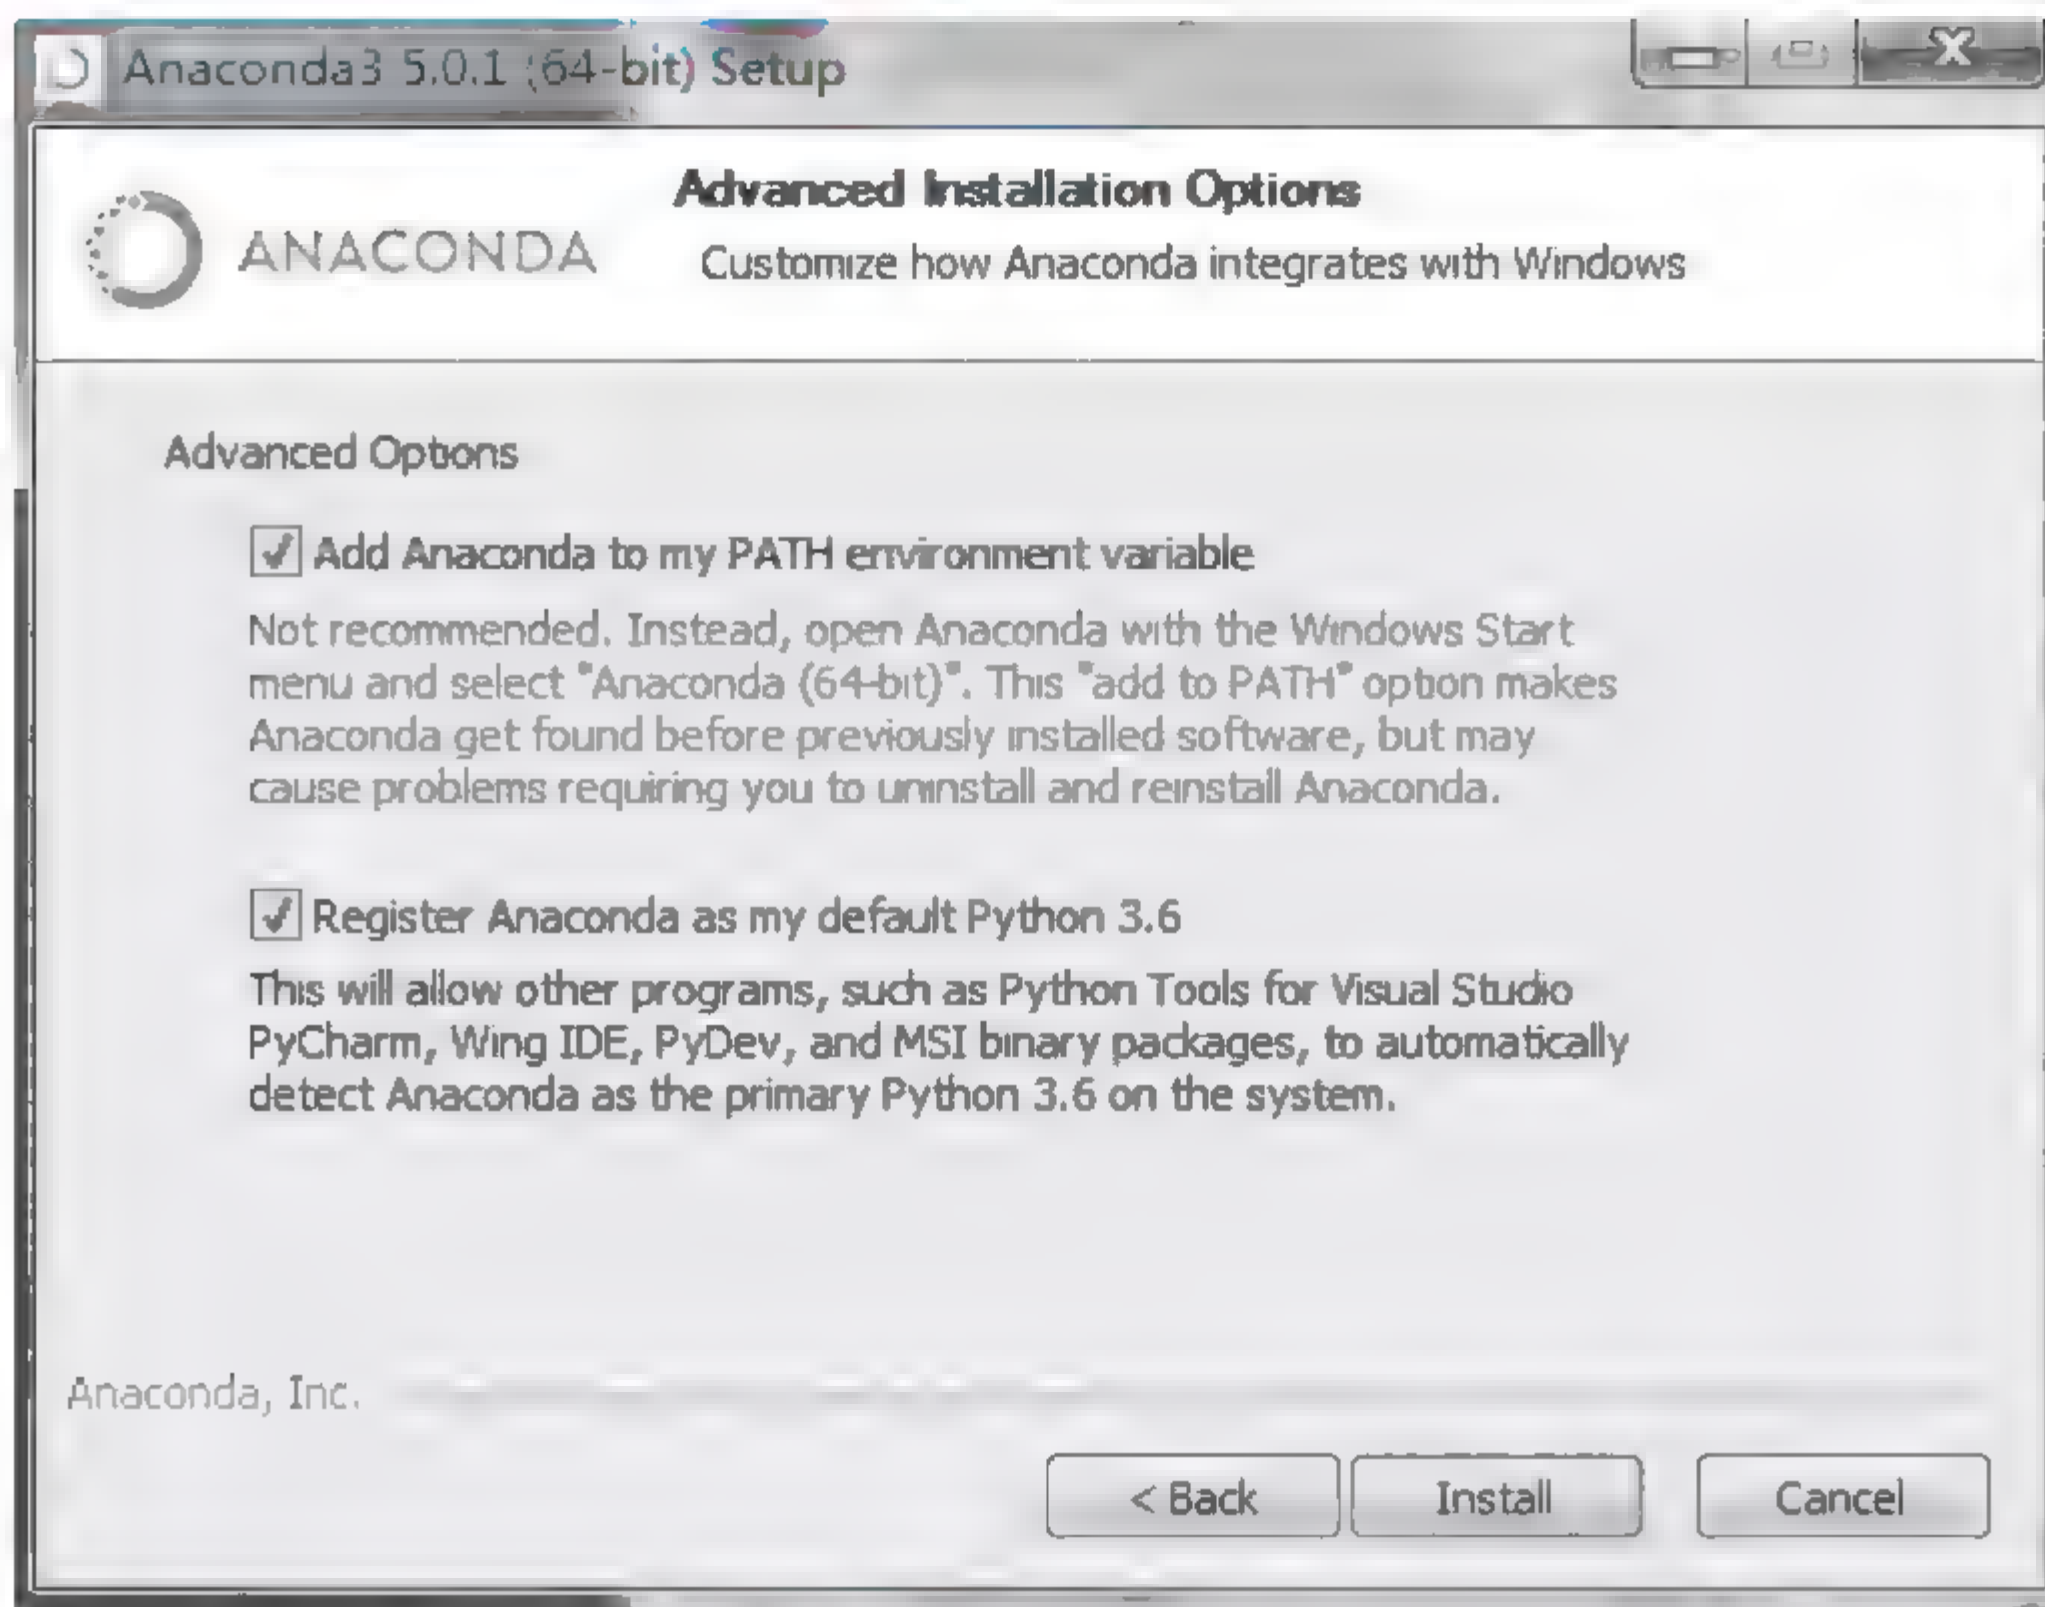 Anaconda3 5.0.1 (64-bit) Setup
ANACONDA
Advanced Installation Options
Customize how Anaconda integrates with Windows
Advanced Options
Add Anaconda to my PATH environment variable
Not recommended. Instead, open Anaconda with the Windows Start
menu and select "Anaconda (64-bit)". This "add to PATH" option makes
Anaconda get found before previously installed software, but may
cause problems requiring you to uninstall and reinstall Anaconda.
Register Anaconda as my default Python 3.6
This will allow other programs, such as Python Tools for Visual Studio
PyCharm, Wing IDE, PyDev, and MSI binary packages, to automatically
detect Anaconda as the primary Python 3.6 on the system.
Anaconda, Inc.
< Back
Install
Cancel